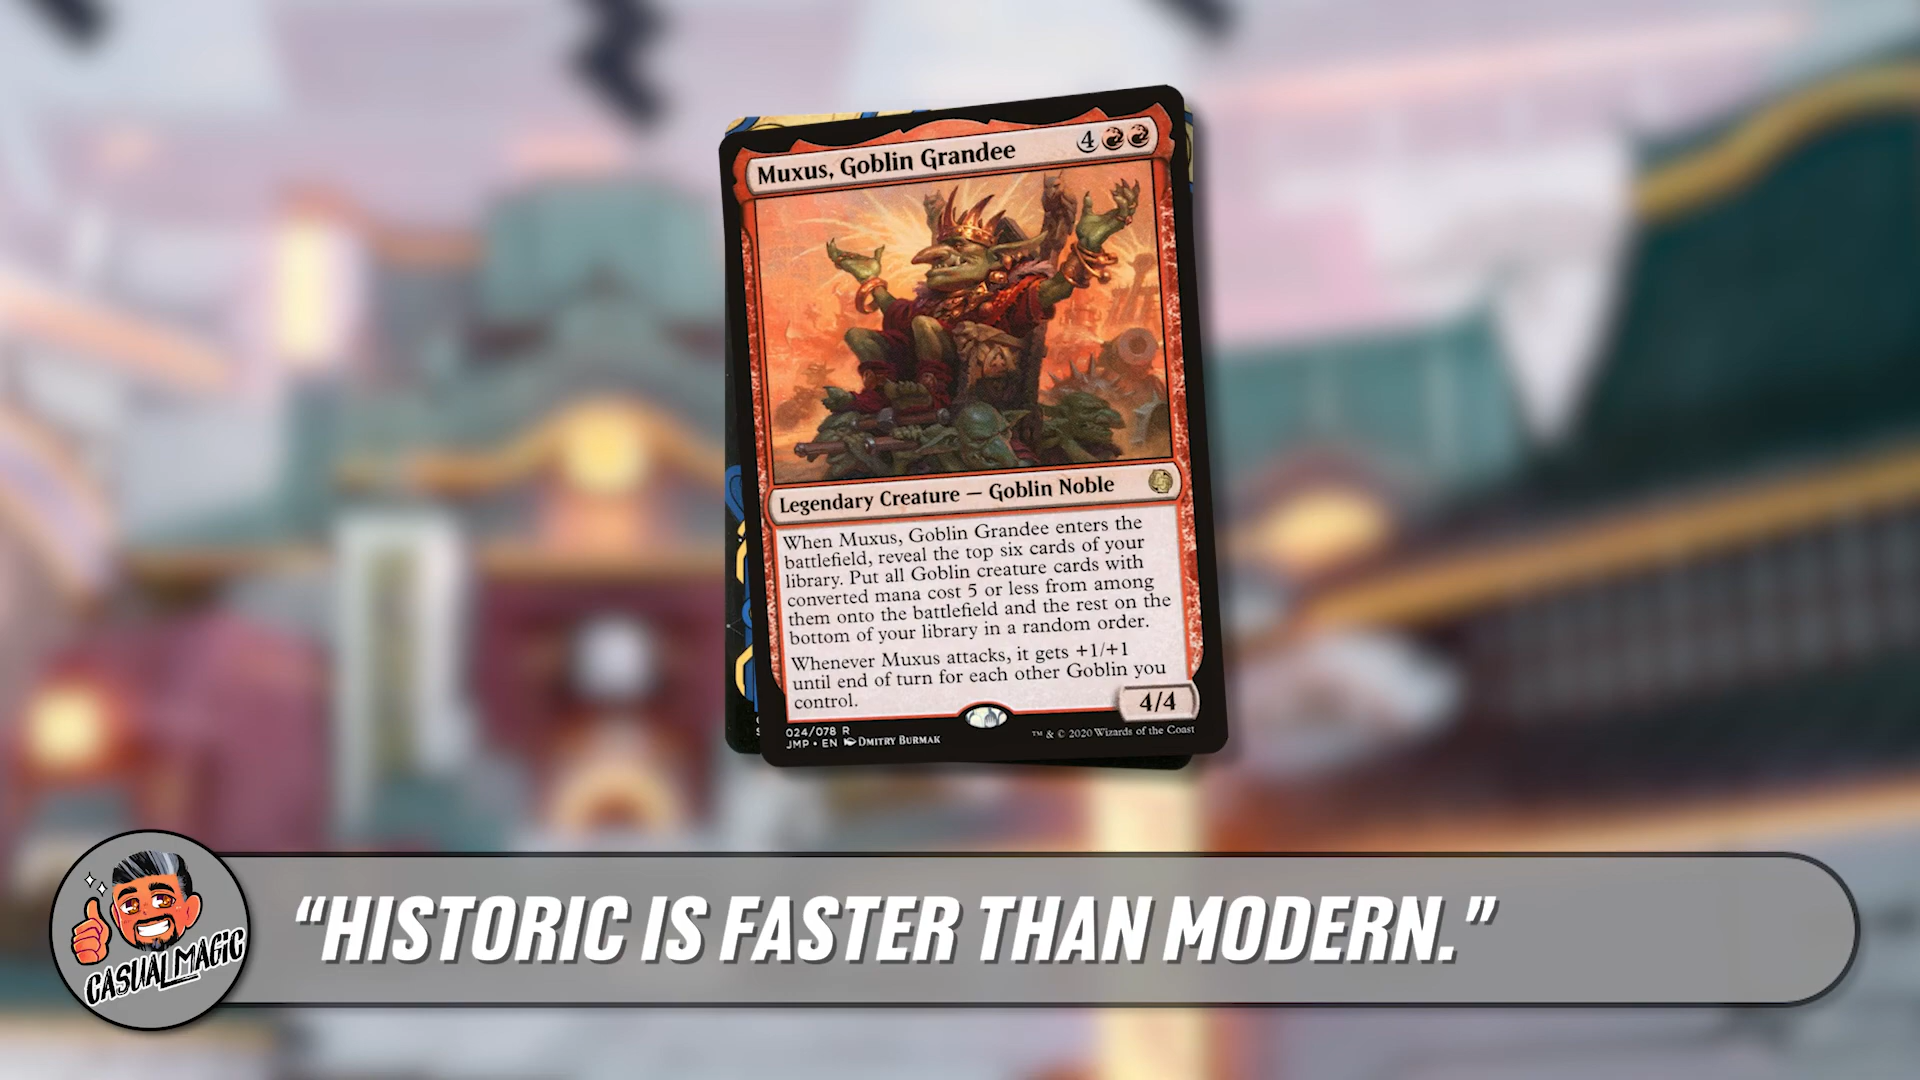 Muxus, Goblin Grandee 4
Legendary Creature — Goblin Noble
When Muxus, Goblin Grandee enters the
battlefield, reveal the top six cards of your
library. Put all Goblin creature cards with
converted mana cost 5 or less from among
them onto the battlefield and the rest on the
bottom of your library in a random order.
Whenever Muxus attacks, it gets +1/+1
until end of turn for each other Goblin you
control.
4/4
024/078 R
JMP • EN Dmitry Burmak
™ & © 2020 Wizards of the Coast
CASUAL MAGIC
“HISTORIC IS FASTER THAN MODERN.”